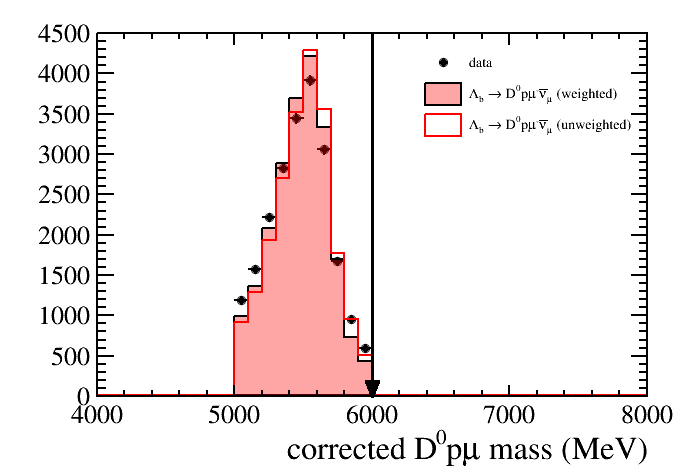 4500
4000
3500
3000
2500
2000
1500
1000
500
0
data
Λb → D0pμ ν̅μ (weighted)
Λb → D0pμ ν̅μ (unweighted)
4000 5000 6000 7000 8000
corrected D0pμ mass (MeV)